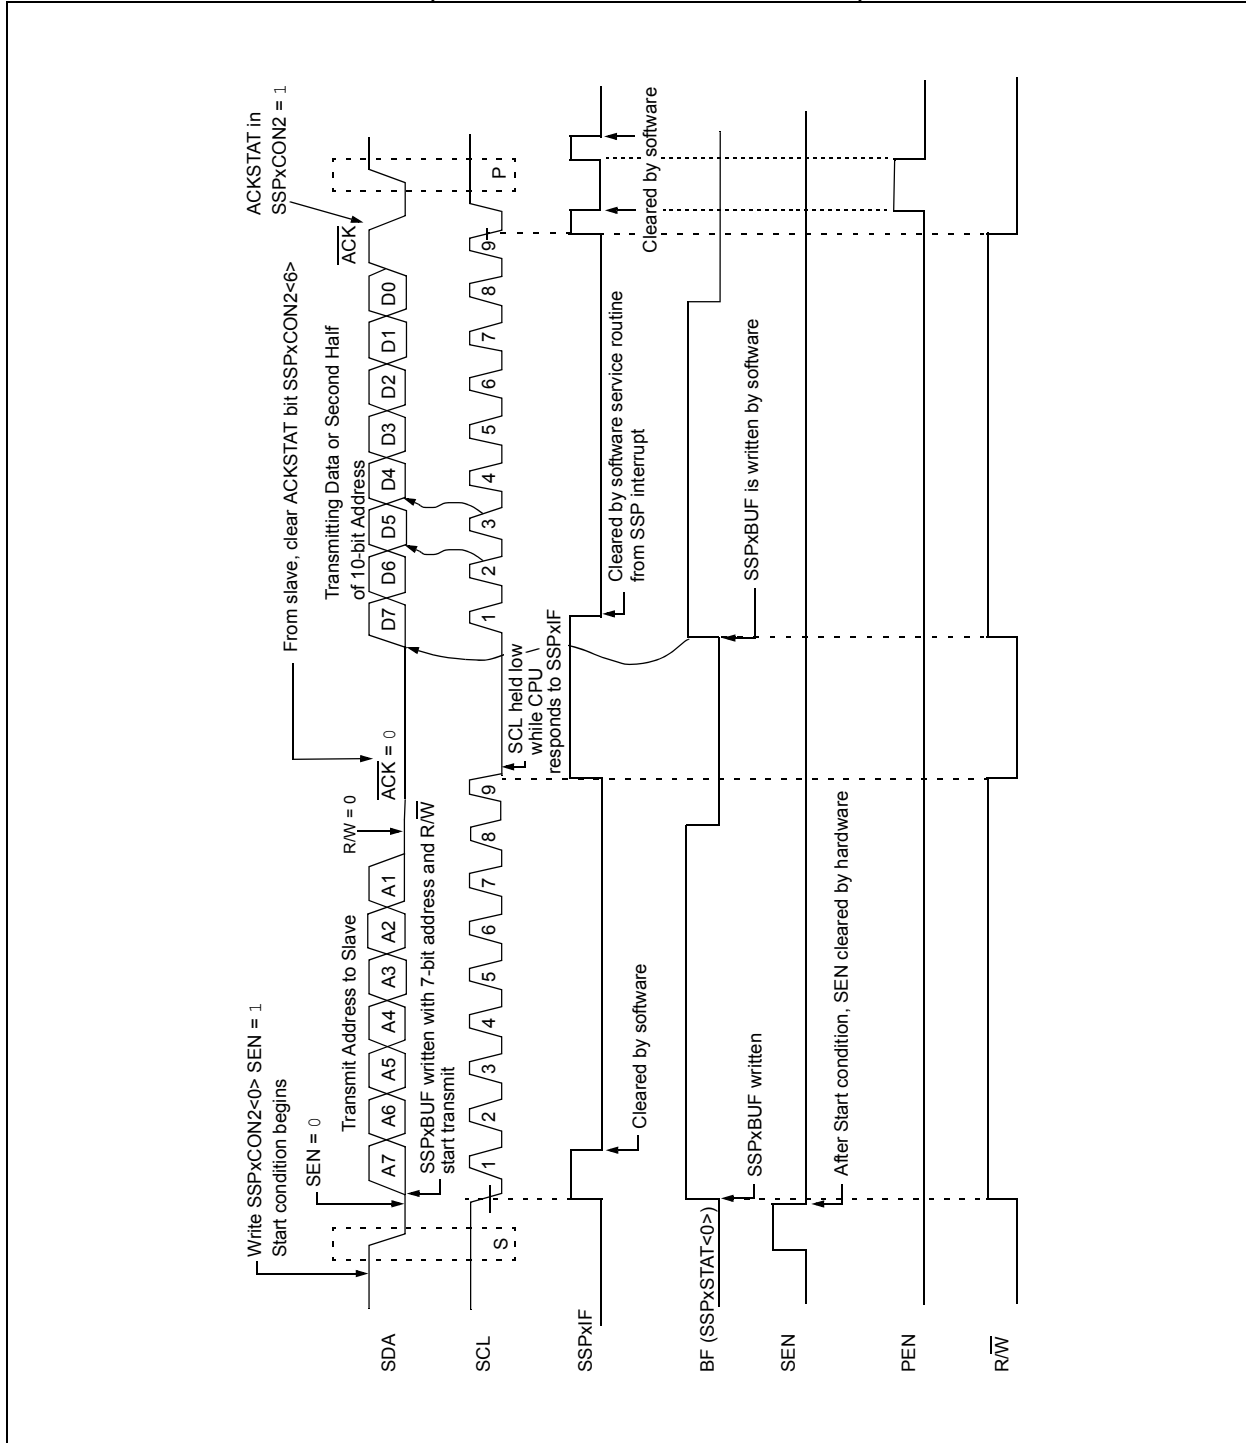 Write SSPxCON2<0> SEN = 1
Start condition begins
SEN = 0
Transmit Address to Slave
R/W = 0
From slave, clear ACKSTAT bit SSPxCON2<6>
ACK = 0
Transmitting Data or Second Half
of 10-bit Address
ACKSTAT in
SSPxCON2 = 1
ACK
SDA
A7 A6 A5 A4 A3 A2 A1
D7 D6 D5 D4 D3 D2 D1 D0
SSPxBUF written with 7-bit address and R/W
start transmit
SCL
S
1 2 3 4 5 6 7 8 9
1 2 3 4 5 6 7 8 9
P
SCL held low
while CPU
responds to SSPxIF
SSPxIF
Cleared by software
Cleared by software service routine
from SSP interrupt
Cleared by software
BF (SSPxSTAT<0>)
SSPxBUF written
SSPxBUF is written by software
SEN
After Start condition, SEN cleared by hardware
PEN
R/W